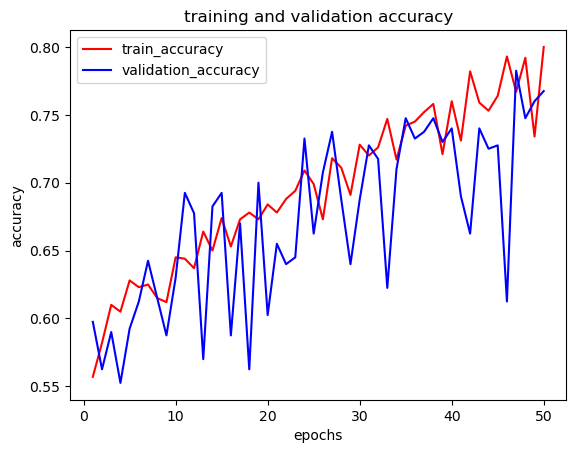 training and validation accuracy
train_accuracy
validation_accuracy
accuracy
0.80
0.75
0.70
0.65
0.60
0.55
0 10 20 30 40 50
epochs